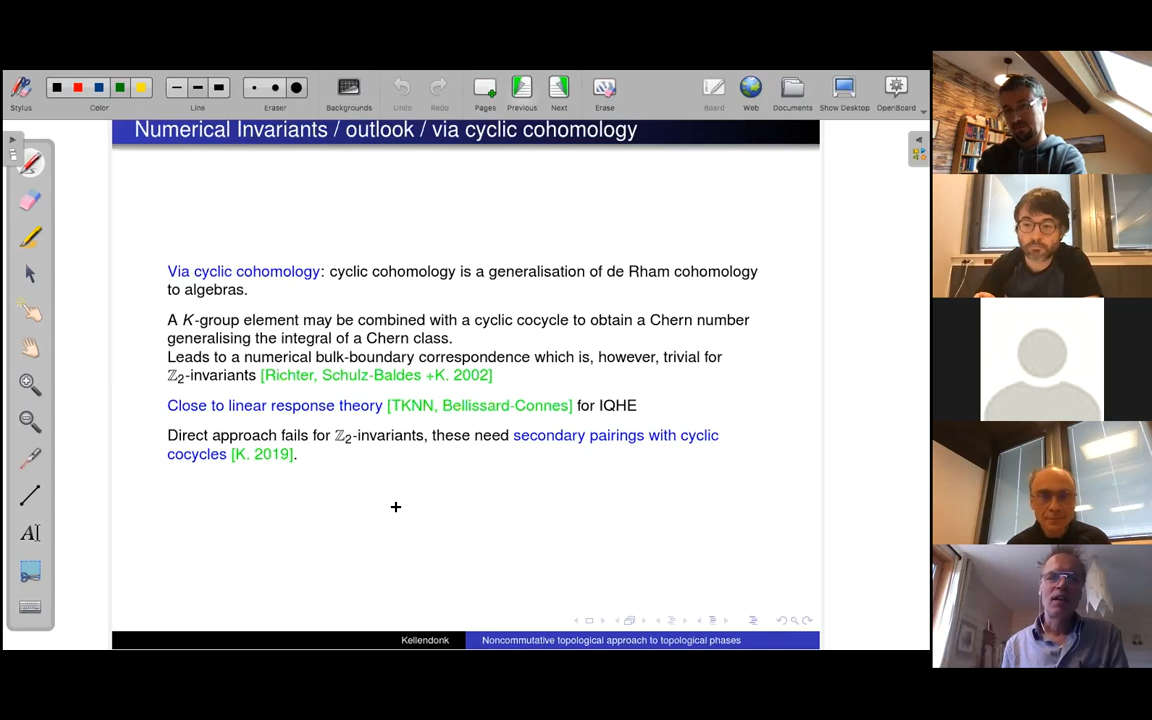 Stylus
Color
Line
Eraser
Backgrounds
Undo
Redo
Pages
Previous
Next
Erase
Board
Web
Documents
Show Desktop
OpenBoard
Numerical Invariants / outlook / via cyclic cohomology
Via cyclic cohomology: cyclic cohomology is a generalisation of de Rham cohomology
to algebras.
A K-group element may be combined with a cyclic cocycle to obtain a Chern number
generalising the integral of a Chern class.
Leads to a numerical bulk-boundary correspondence which is, however, trivial for
ℤ₂-invariants [Richter, Schulz-Baldes +K. 2002]
Close to linear response theory [TKNN, Bellissard-Connes] for IQHE
Direct approach fails for ℤ₂-invariants, these need secondary pairings with cyclic
cocycles [K. 2019].
Kellendonk
Noncommutative topological approach to topological phases